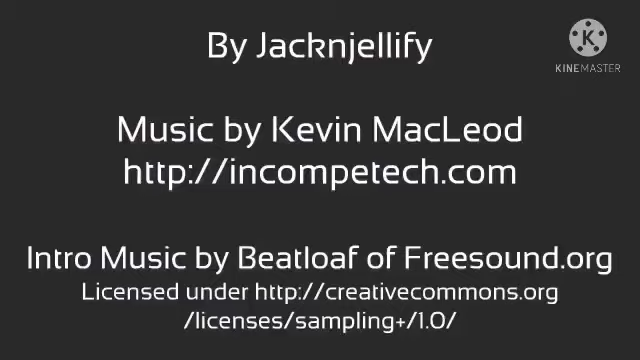 By Jacknjellify
KINEMASTER
Music by Kevin MacLeod
http://incompetech.com
Intro Music by Beatloaf of Freesound.org
Licensed under http://creativecommons.org
/licenses/sampling+/1.0/